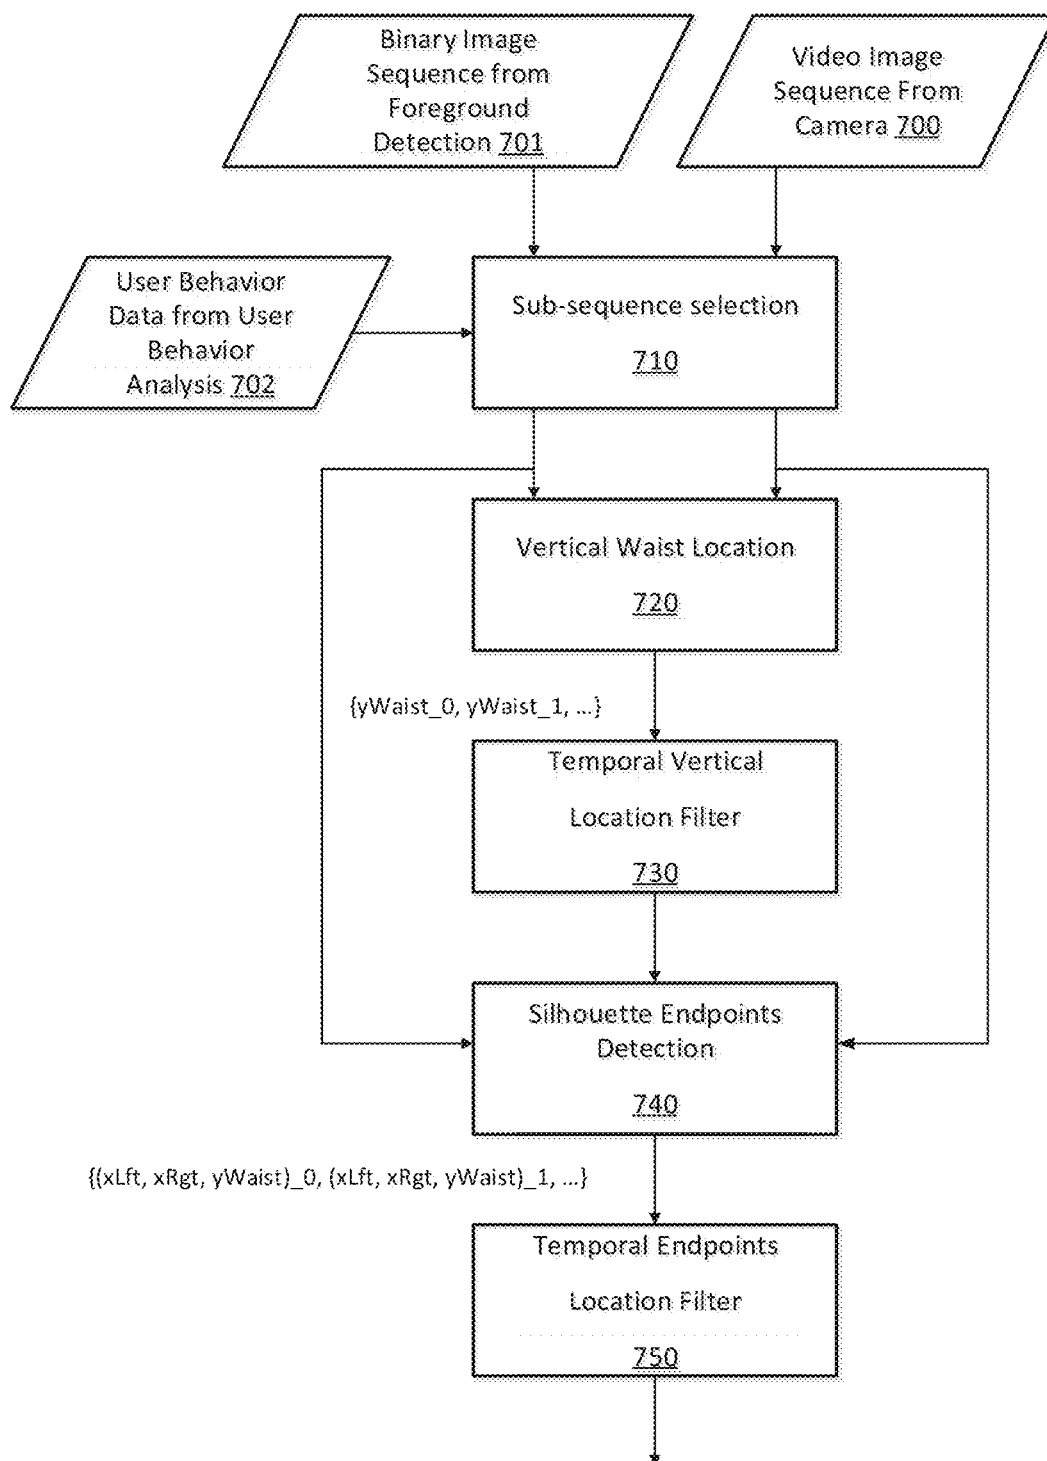 Binary Image
Sequence from
Foreground
Detection 701
Video Image
Sequence From
Camera 700
User Behavior
Data from User
Behavior
Analysis 702
Sub-sequence selection
710
Vertical Waist Location
720
{yWaist_0, yWaist_1, ...}
Temporal Vertical
Location Filter
730
Silhouette Endpoints
Detection
740
{(xLft, xRgt, yWaist)_0, (xLft, xRgt, yWaist)_1, ...}
Temporal Endpoints
Location Filter
750